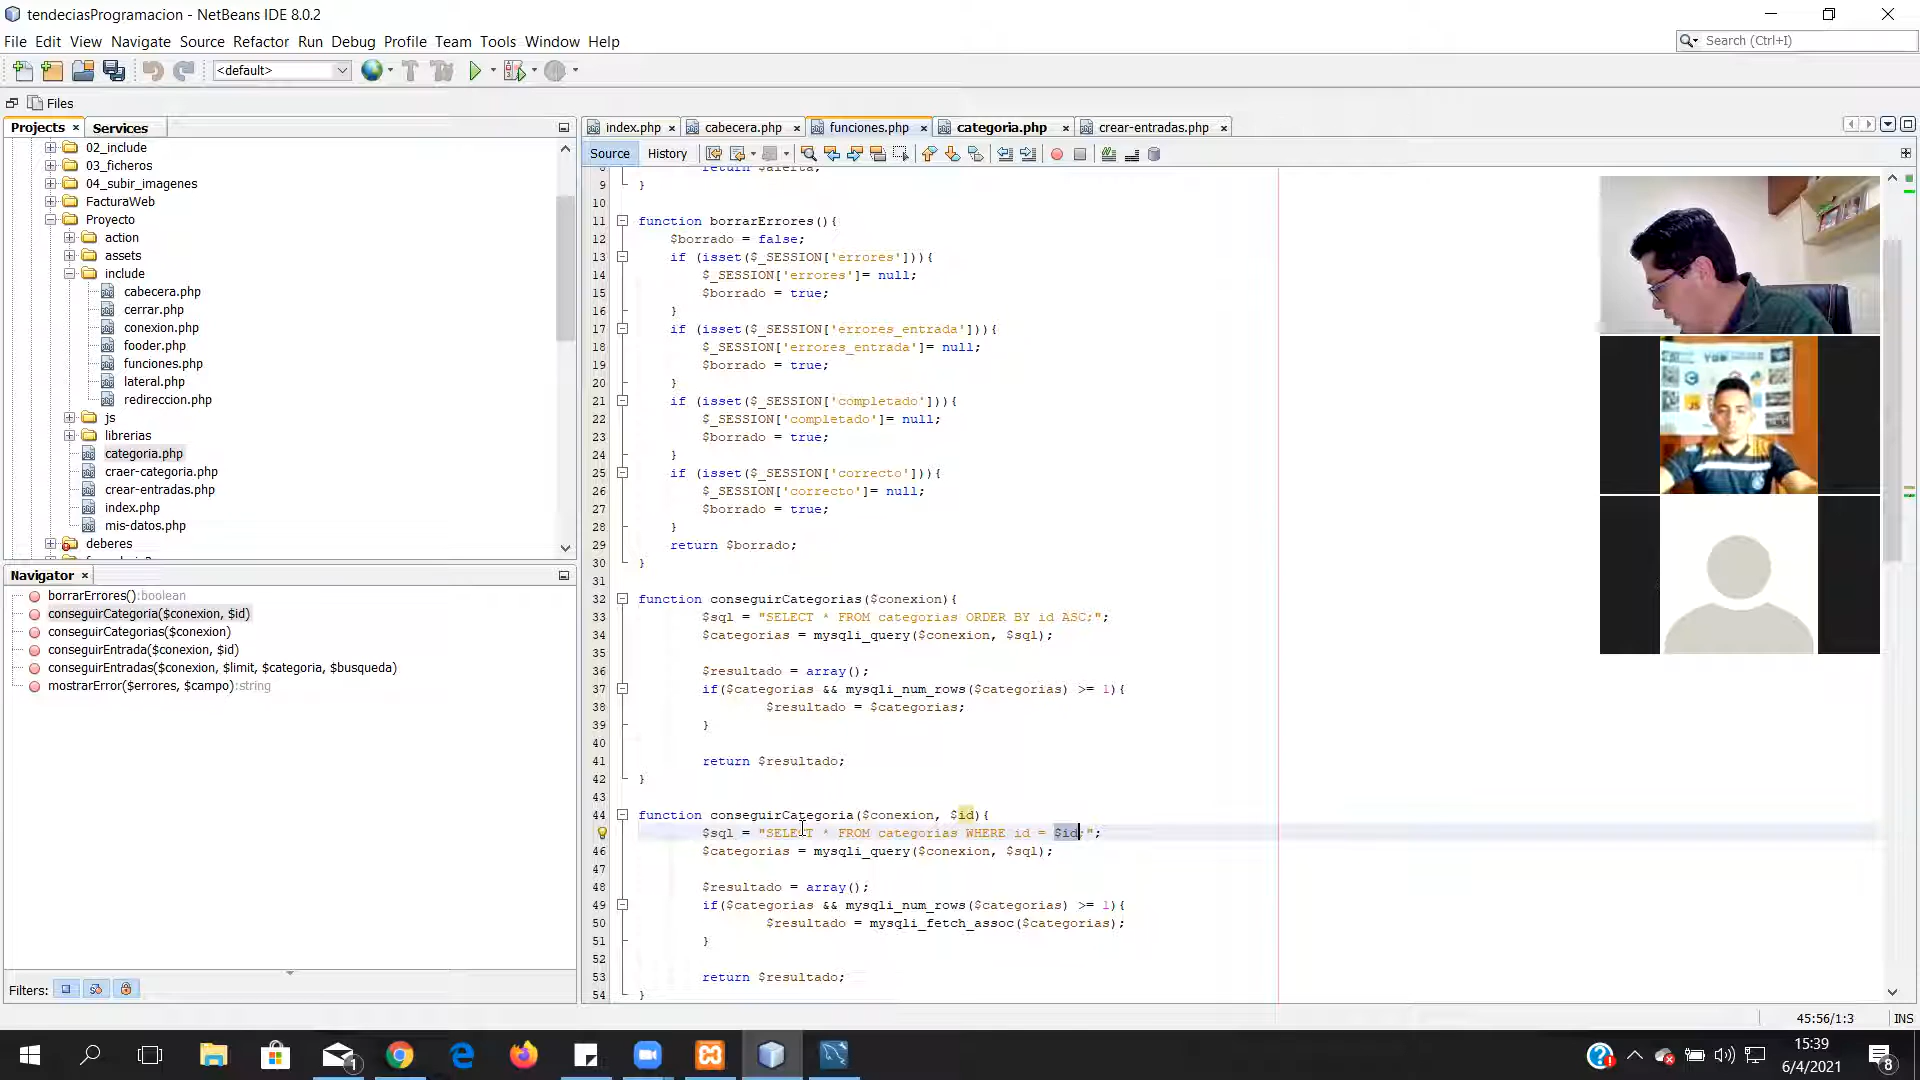 tendeciasProgramacion - NetBeans IDE 8.0.2
File Edit View Navigate Source Refactor Run Debug Profile Team Tools Window Help
Search (Ctrl+I)
<default>
Files
Projects
Services
02_include
03_ficheros
04_subir_imagenes
FacturaWeb
Proyecto
action
assets
include
cabecera.php
cerrar.php
conexion.php
fooder.php
funciones.php
lateral.php
redireccion.php
js
librerias
categoria.php
craer-categoria.php
crear-entradas.php
index.php
mis-datos.php
deberes
Navigator
borrarErrores():boolean
conseguirCategoria($conexion, $id)
conseguirCategorias($conexion)
conseguirEntrada($conexion, $id)
conseguirEntradas($conexion, $limit, $categoria, $busqueda)
mostrarError($errores, $campo):string
Filters:
index.php cabecera.php funciones.php categoria.php crear-entradas.php
Source History
return $alerta;
9 }
10
11 function borrarErrores(){
12 $borrado = false;
13 if (isset($_SESSION['errores'])){
14 $_SESSION['errores']= null;
15 $borrado = true;
16 }
17 if (isset($_SESSION['errores_entrada'])){
18 $_SESSION['errores_entrada']= null;
19 $borrado = true;
20 }
21 if (isset($_SESSION['completado'])){
22 $_SESSION['completado']= null;
23 $borrado = true;
24 }
25 if (isset($_SESSION['correcto'])){
26 $_SESSION['correcto']= null;
27 $borrado = true;
28 }
29 return $borrado;
30 }
31
32 function conseguirCategorias($conexion){
33 $sql = "SELECT * FROM categorias ORDER BY id ASC;";
34 $categorias = mysqli_query($conexion, $sql);
35
36 $resultado = array();
37 if($categorias && mysqli_num_rows($categorias) >= 1){
38 $resultado = $categorias;
39 }
40
41 return $resultado;
42 }
43
44 function conseguirCategoria($conexion, $id){
$sql = "SELECT * FROM categorias WHERE id = $id;";
46 $categorias = mysqli_query($conexion, $sql);
47
48 $resultado = array();
49 if($categorias && mysqli_num_rows($categorias) >= 1){
50 $resultado = mysqli_fetch_assoc($categorias);
51 }
52
53 return $resultado;
54 }
45:56/1:3 INS
1
15:39
6/4/2021
8